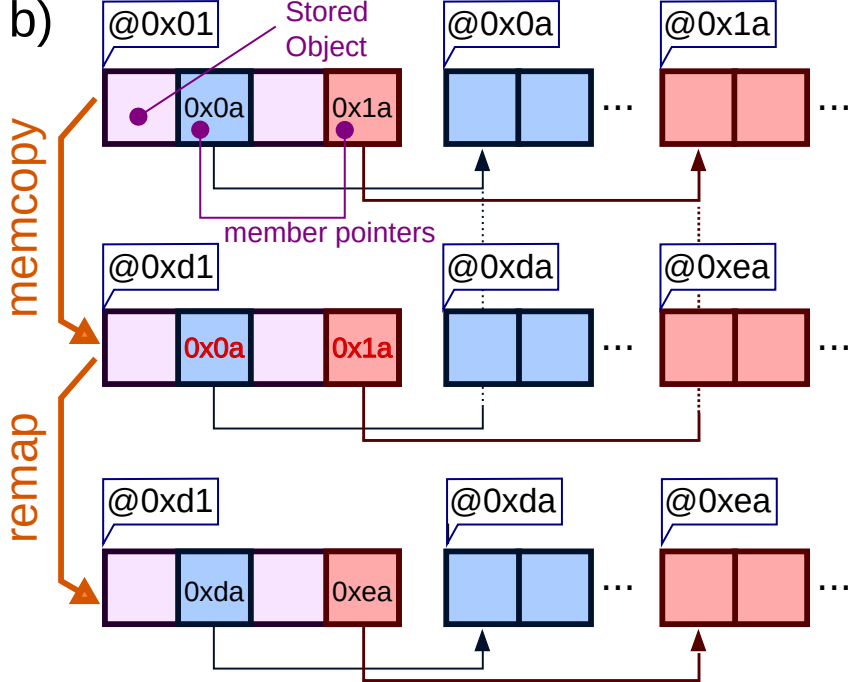 b)
@0x01
Stored
Object
@0x0a
@0x1a
0x0a
0x1a
...
...
memcopy
member pointers
@0xd1
@0xda
@0xea
0x0a
0x1a
...
...
remap
@0xd1
@0xda
@0xea
0xda
0xea
...
...